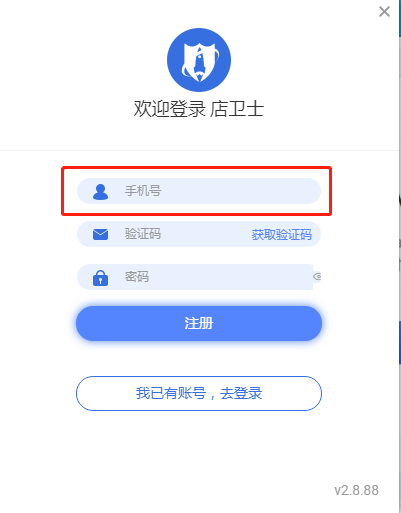 欢迎登录 店卫士
手机号
验证码 获取验证码
密码
注册
我已有账号，去登录
v2.8.88